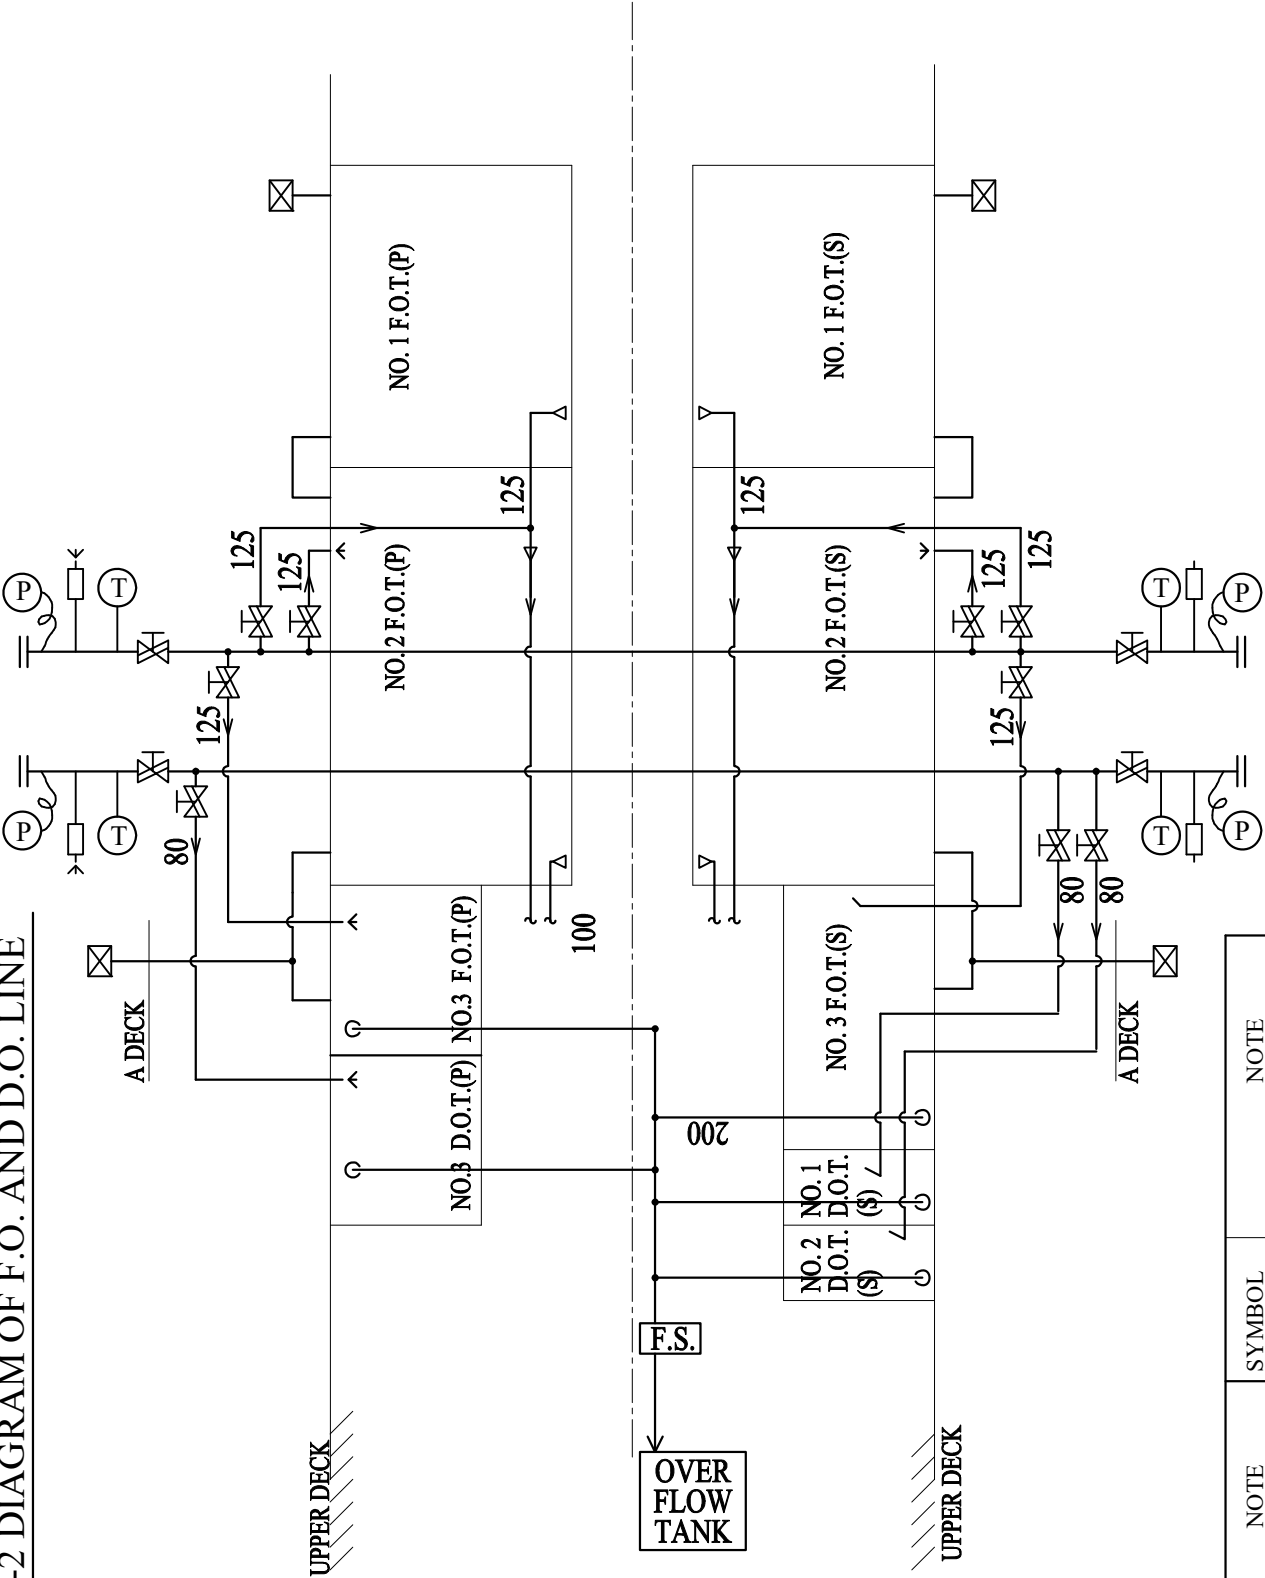 -2 DIAGRAM OF F.O. AND D.O. LINE
NO. 1 F.O.T.(P)
NO. 1 F.O.T.(S)
125
125
125
125
125
125
NO. 2 F.O.T.(P)
NO. 2 F.O.T.(S)
P
T
T
P
125
125
P
T
T
P
80
80
80
100
A DECK
A DECK
NO.3 F.O.T.(P)
NO. 3 F.O.T.(S)
NO.3 D.O.T.(P)
200
NO. 1
D.O.T.
(S)
NO. 2
D.O.T.
(S)
F.S.
OVER
FLOW
TANK
UPPER DECK
UPPER DECK
NOTE
SYMBOL
NOTE